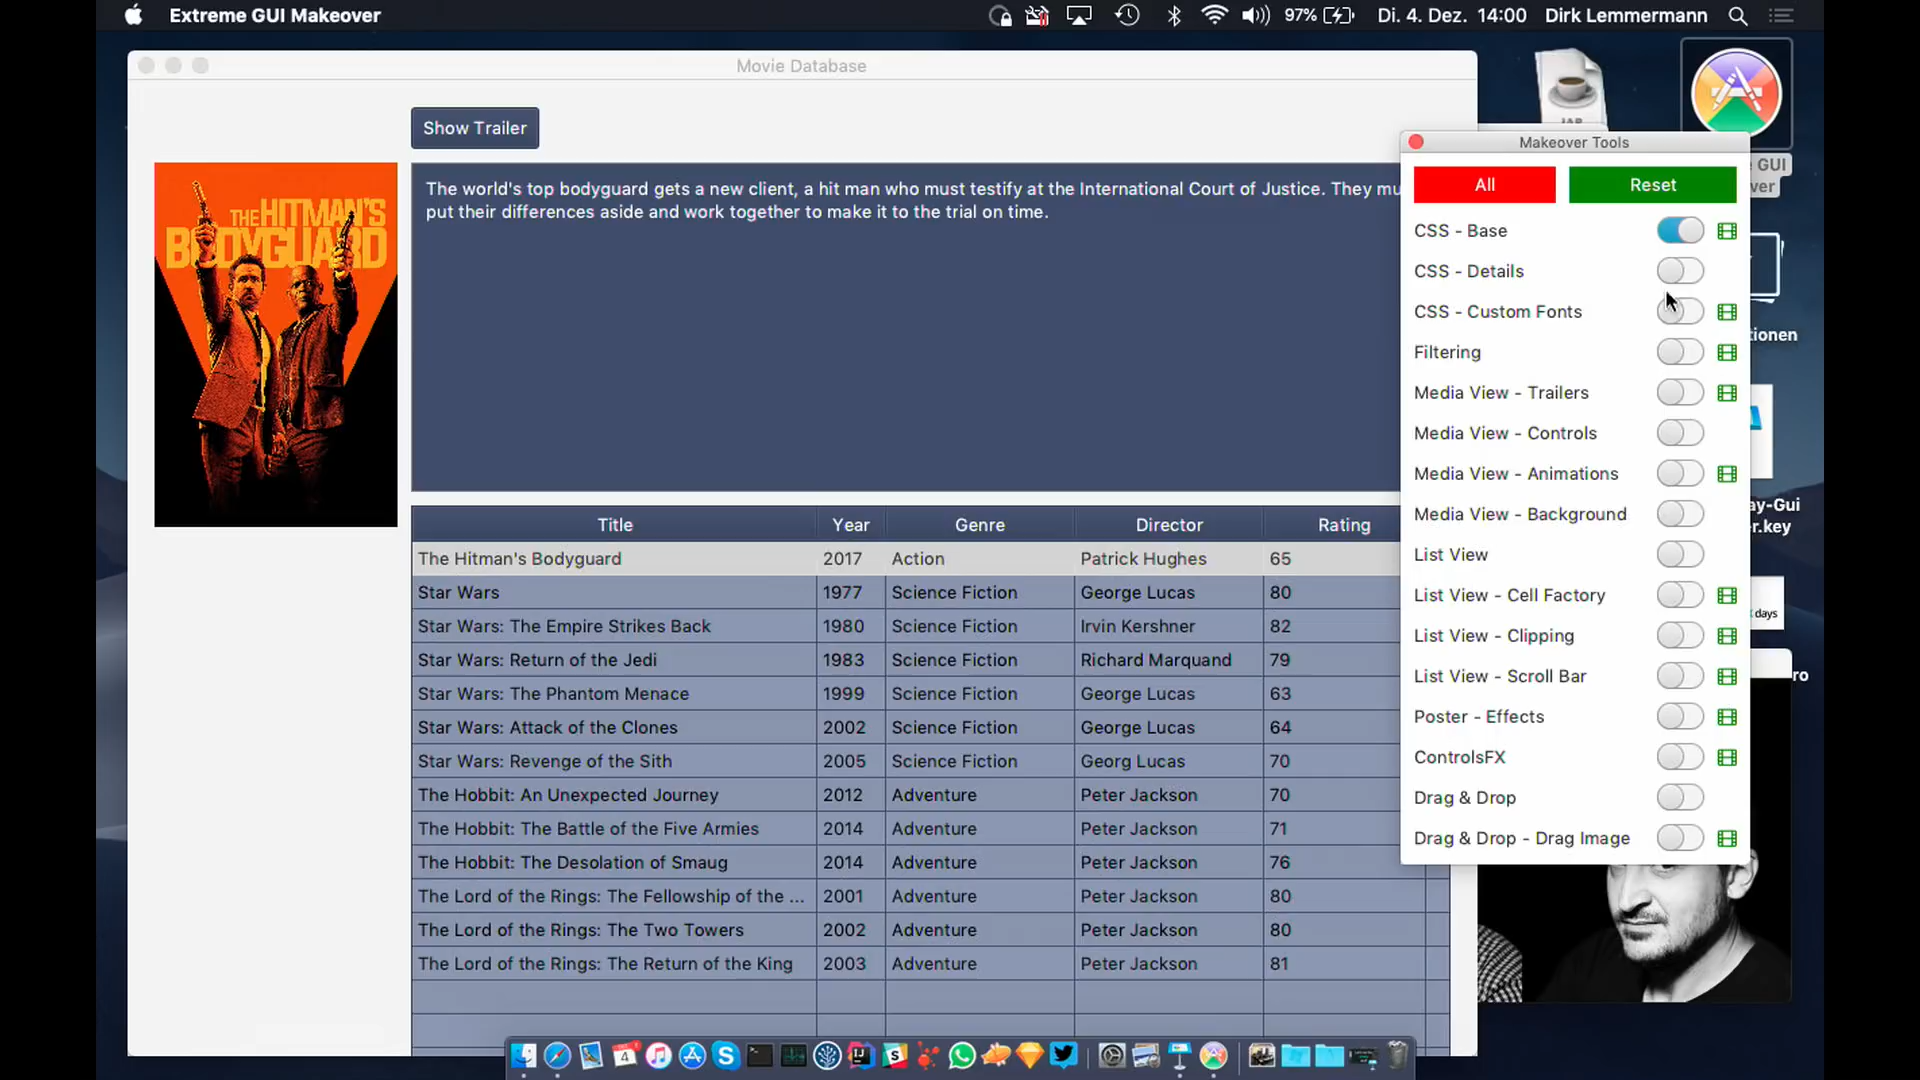 Extreme GUI Makeover
97%
Di. 4. Dez. 14:00
Dirk Lemmermann
Movie Database
Show Trailer
THE HITMAN'S
BODYGUARD
The world's top bodyguard gets a new client, a hit man who must testify at the International Court of Justice. They mu
put their differences aside and work together to make it to the trial on time.
Title Year Genre Director Rating
The Hitman's Bodyguard 2017 Action Patrick Hughes 65
Star Wars 1977 Science Fiction George Lucas 80
Star Wars: The Empire Strikes Back 1980 Science Fiction Irvin Kershner 82
Star Wars: Return of the Jedi 1983 Science Fiction Richard Marquand 79
Star Wars: The Phantom Menace 1999 Science Fiction George Lucas 63
Star Wars: Attack of the Clones 2002 Science Fiction George Lucas 64
Star Wars: Revenge of the Sith 2005 Science Fiction Georg Lucas 70
The Hobbit: An Unexpected Journey 2012 Adventure Peter Jackson 70
The Hobbit: The Battle of the Five Armies 2014 Adventure Peter Jackson 71
The Hobbit: The Desolation of Smaug 2014 Adventure Peter Jackson 76
The Lord of the Rings: The Fellowship of the ... 2001 Adventure Peter Jackson 80
The Lord of the Rings: The Two Towers 2002 Adventure Peter Jackson 80
The Lord of the Rings: The Return of the King 2003 Adventure Peter Jackson 81
Makeover Tools
All
Reset
CSS - Base
CSS - Details
CSS - Custom Fonts
Filtering
Media View - Trailers
Media View - Controls
Media View - Animations
Media View - Background
List View
List View - Cell Factory
List View - Clipping
List View - Scroll Bar
Poster - Effects
ControlsFX
Drag & Drop
Drag & Drop - Drag Image
e GUI
ver
tionen
ay-Gui
r.key
days
ro
4